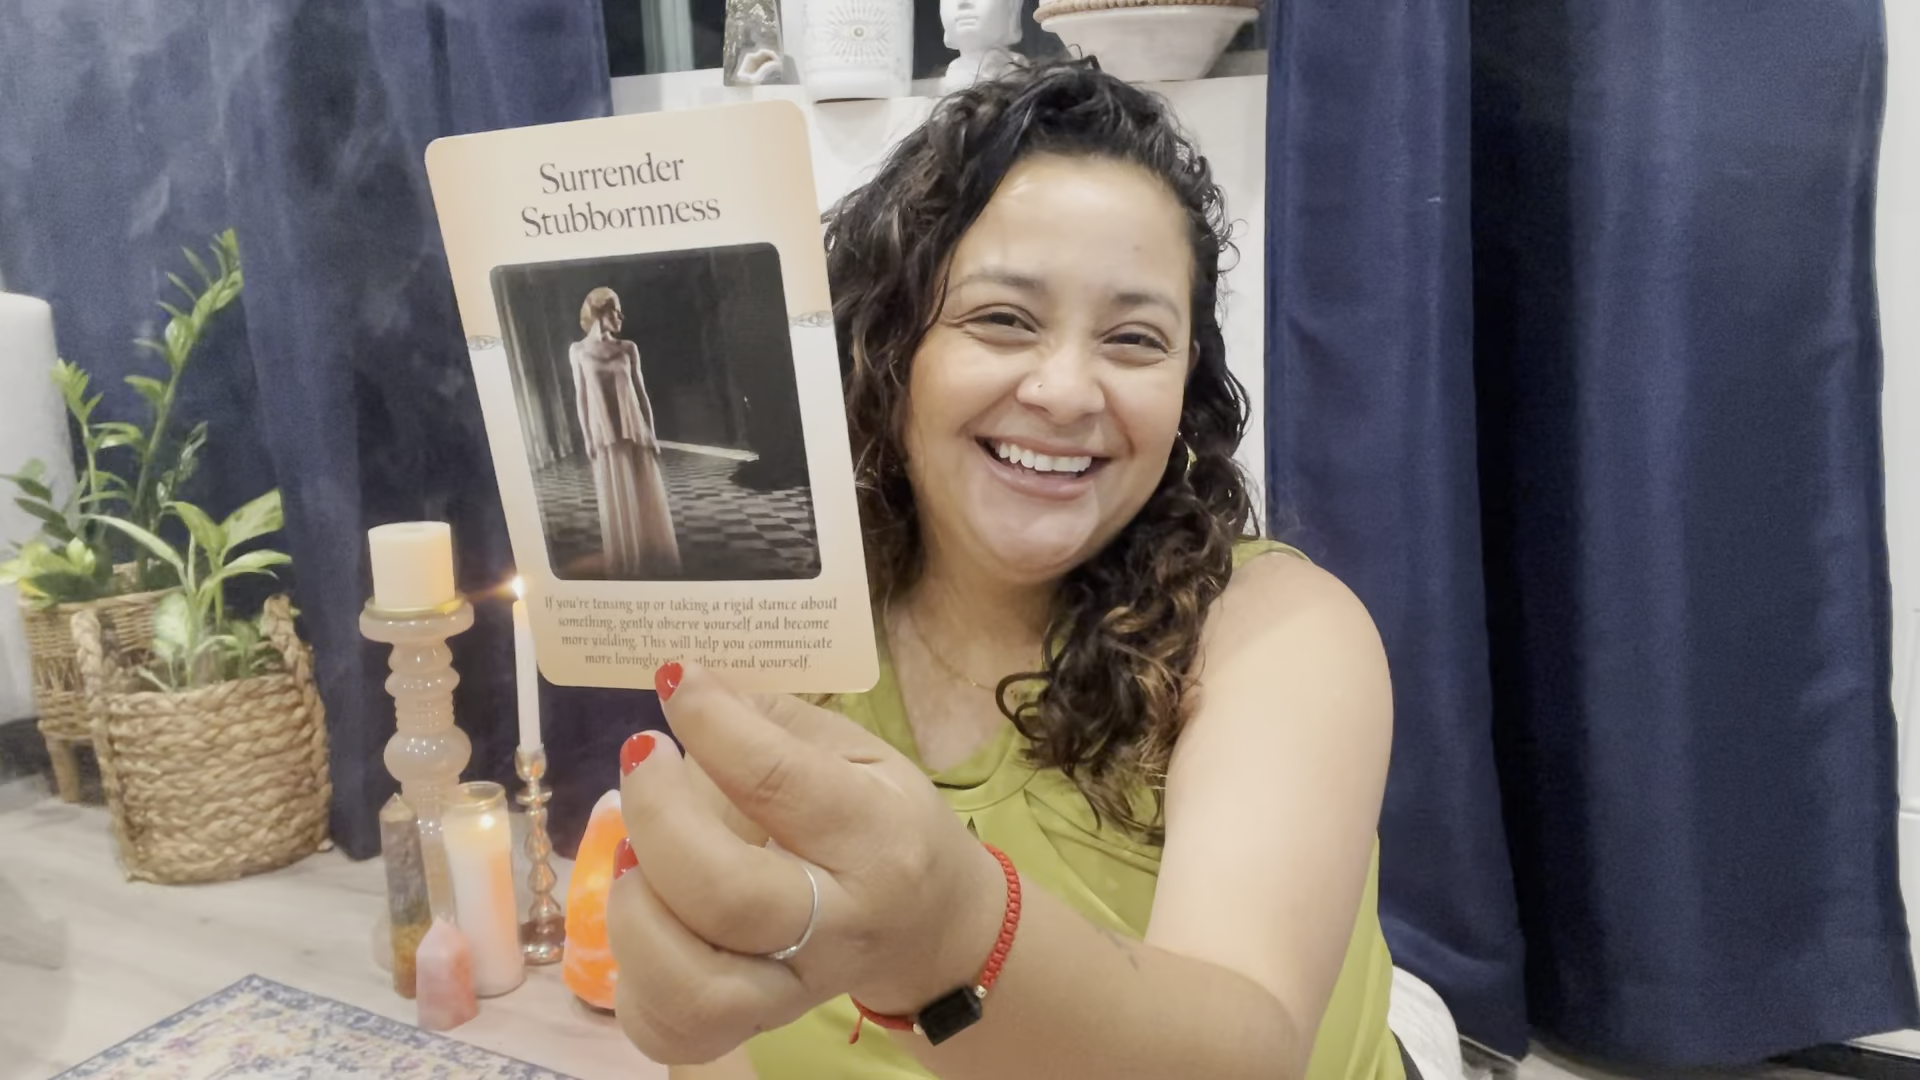 Surrender
Stubbornness
If you're tensing up or taking a rigid stance about
something, gently observe yourself and become
more yielding. This will help you communicate
more lovingly others and yourself.